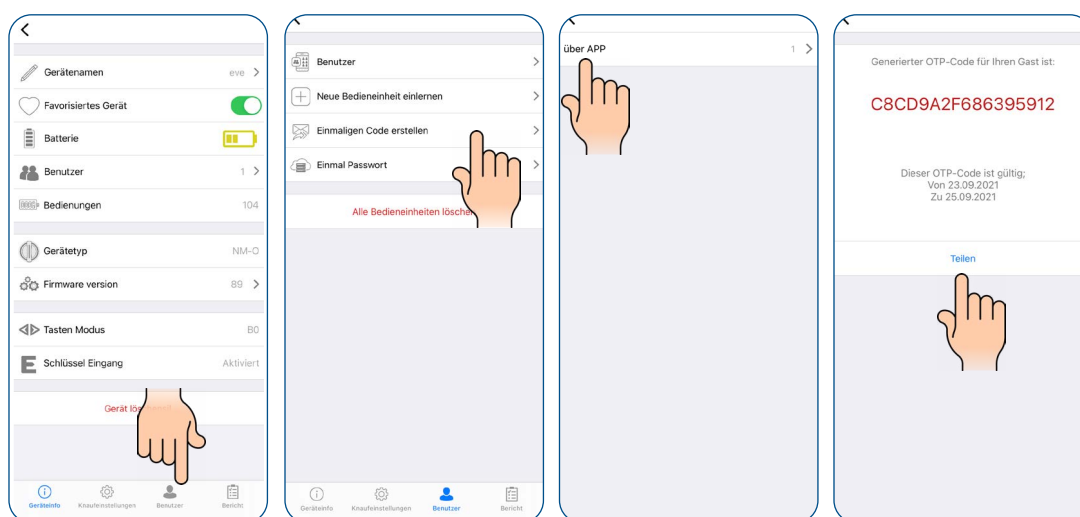 Gerätenamen eve
Favorisiertes Gerät
Batterie
Benutzer 1
Bedienungen 104
Gerätetyp NM-O
Firmware version 89
Tasten Modus B0
E Schlüssel Eingang Aktiviert
Gerät
Geräteinfo Knaufeinstellungen Benutzer Bericht
Benutzer
Neue Bedieneinheit einlernen
Einmaligen Code erstellen
Einmal Passwort
Alle Bedieneinheiten löschen
Geräteinfo Knaufeinstellungen Benutzer Bericht
über APP 1
Generierter OTP-Code für Ihren Gast ist:
C8CD9A2F686395912
Dieser OTP-Code ist gültig;
Von 23.09.2021
Zu 25.09.2021
Teilen